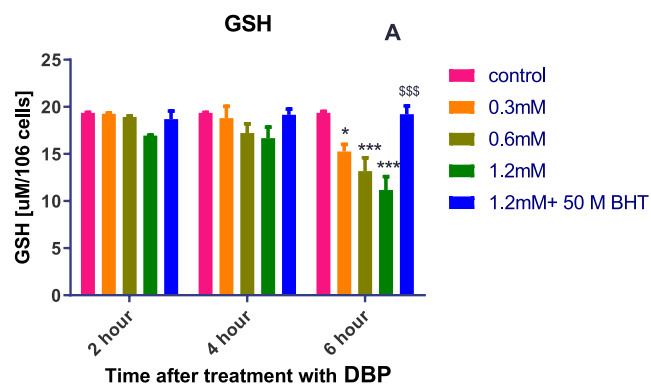 GSH
A
GSH [uM/106 cells]
25
20
15
10
5
0
$$$
*
***
***
2 hour
4 hour
6 hour
Time after treatment with DBP
control
0.3mM
0.6mM
1.2mM
1.2mM+ 50 M BHT